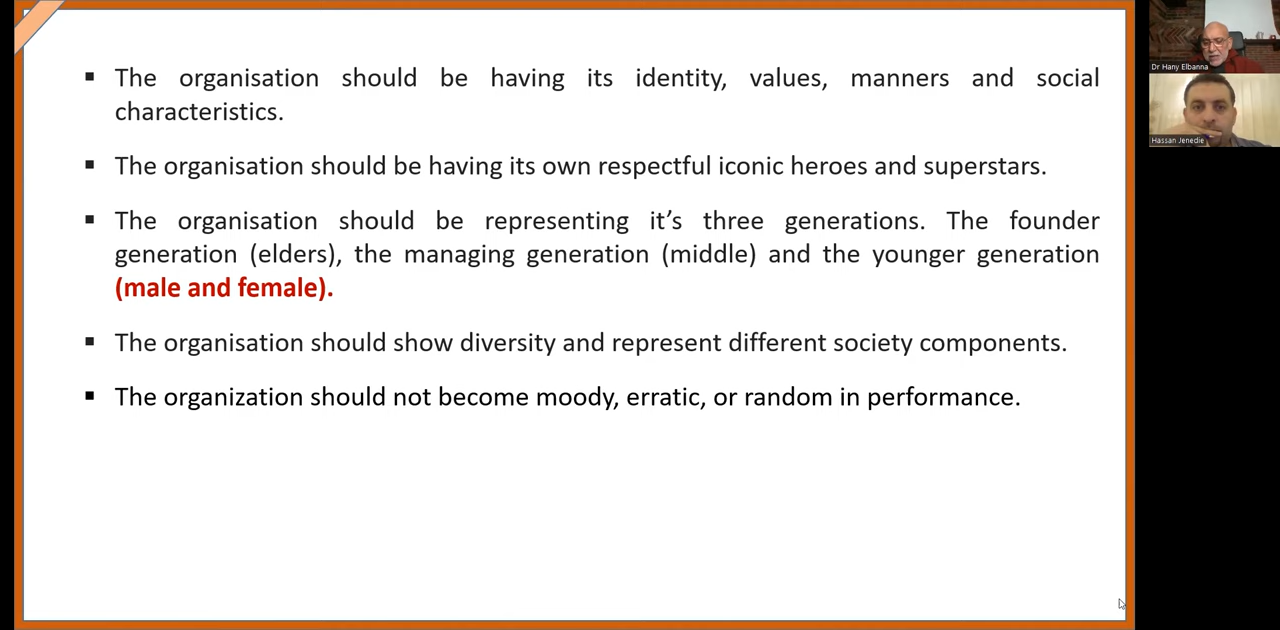 ▪ The organisation should be having its identity, values, manners and social
characteristics.
▪ The organisation should be having its own respectful iconic heroes and superstars.
▪ The organisation should be representing it’s three generations. The founder
generation (elders), the managing generation (middle) and the younger generation
(male and female).
▪ The organisation should show diversity and represent different society components.
▪ The organization should not become moody, erratic, or random in performance.
Dr Hany Elbanna
Hassan Jenedie